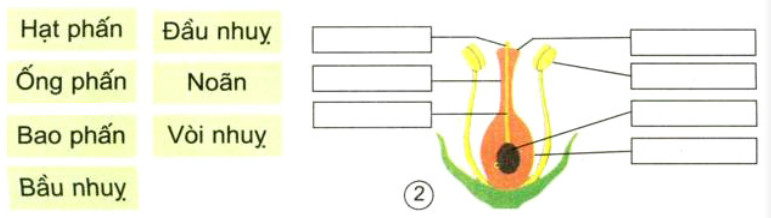 Hạt phấn
Đầu nhuỵ
Ống phấn
Noãn
Bao phấn
Vòi nhuỵ
Bầu nhuỵ
2